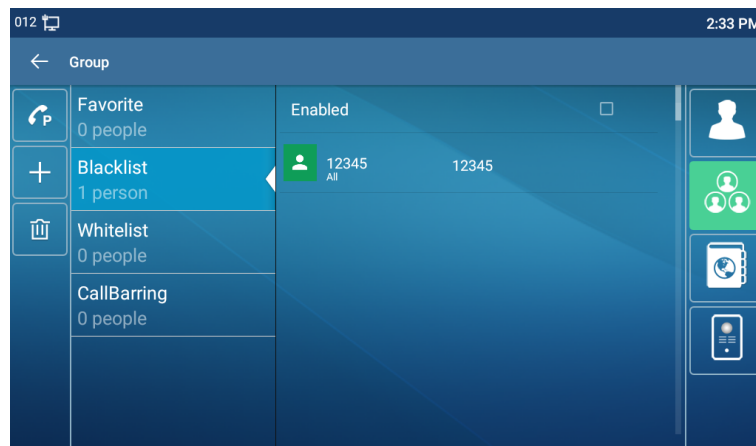 012
2:33 PM
Group
P
Favorite
0 people
Blacklist
1 person
Whitelist
0 people
CallBarring
0 people
Enabled
12345
All
12345